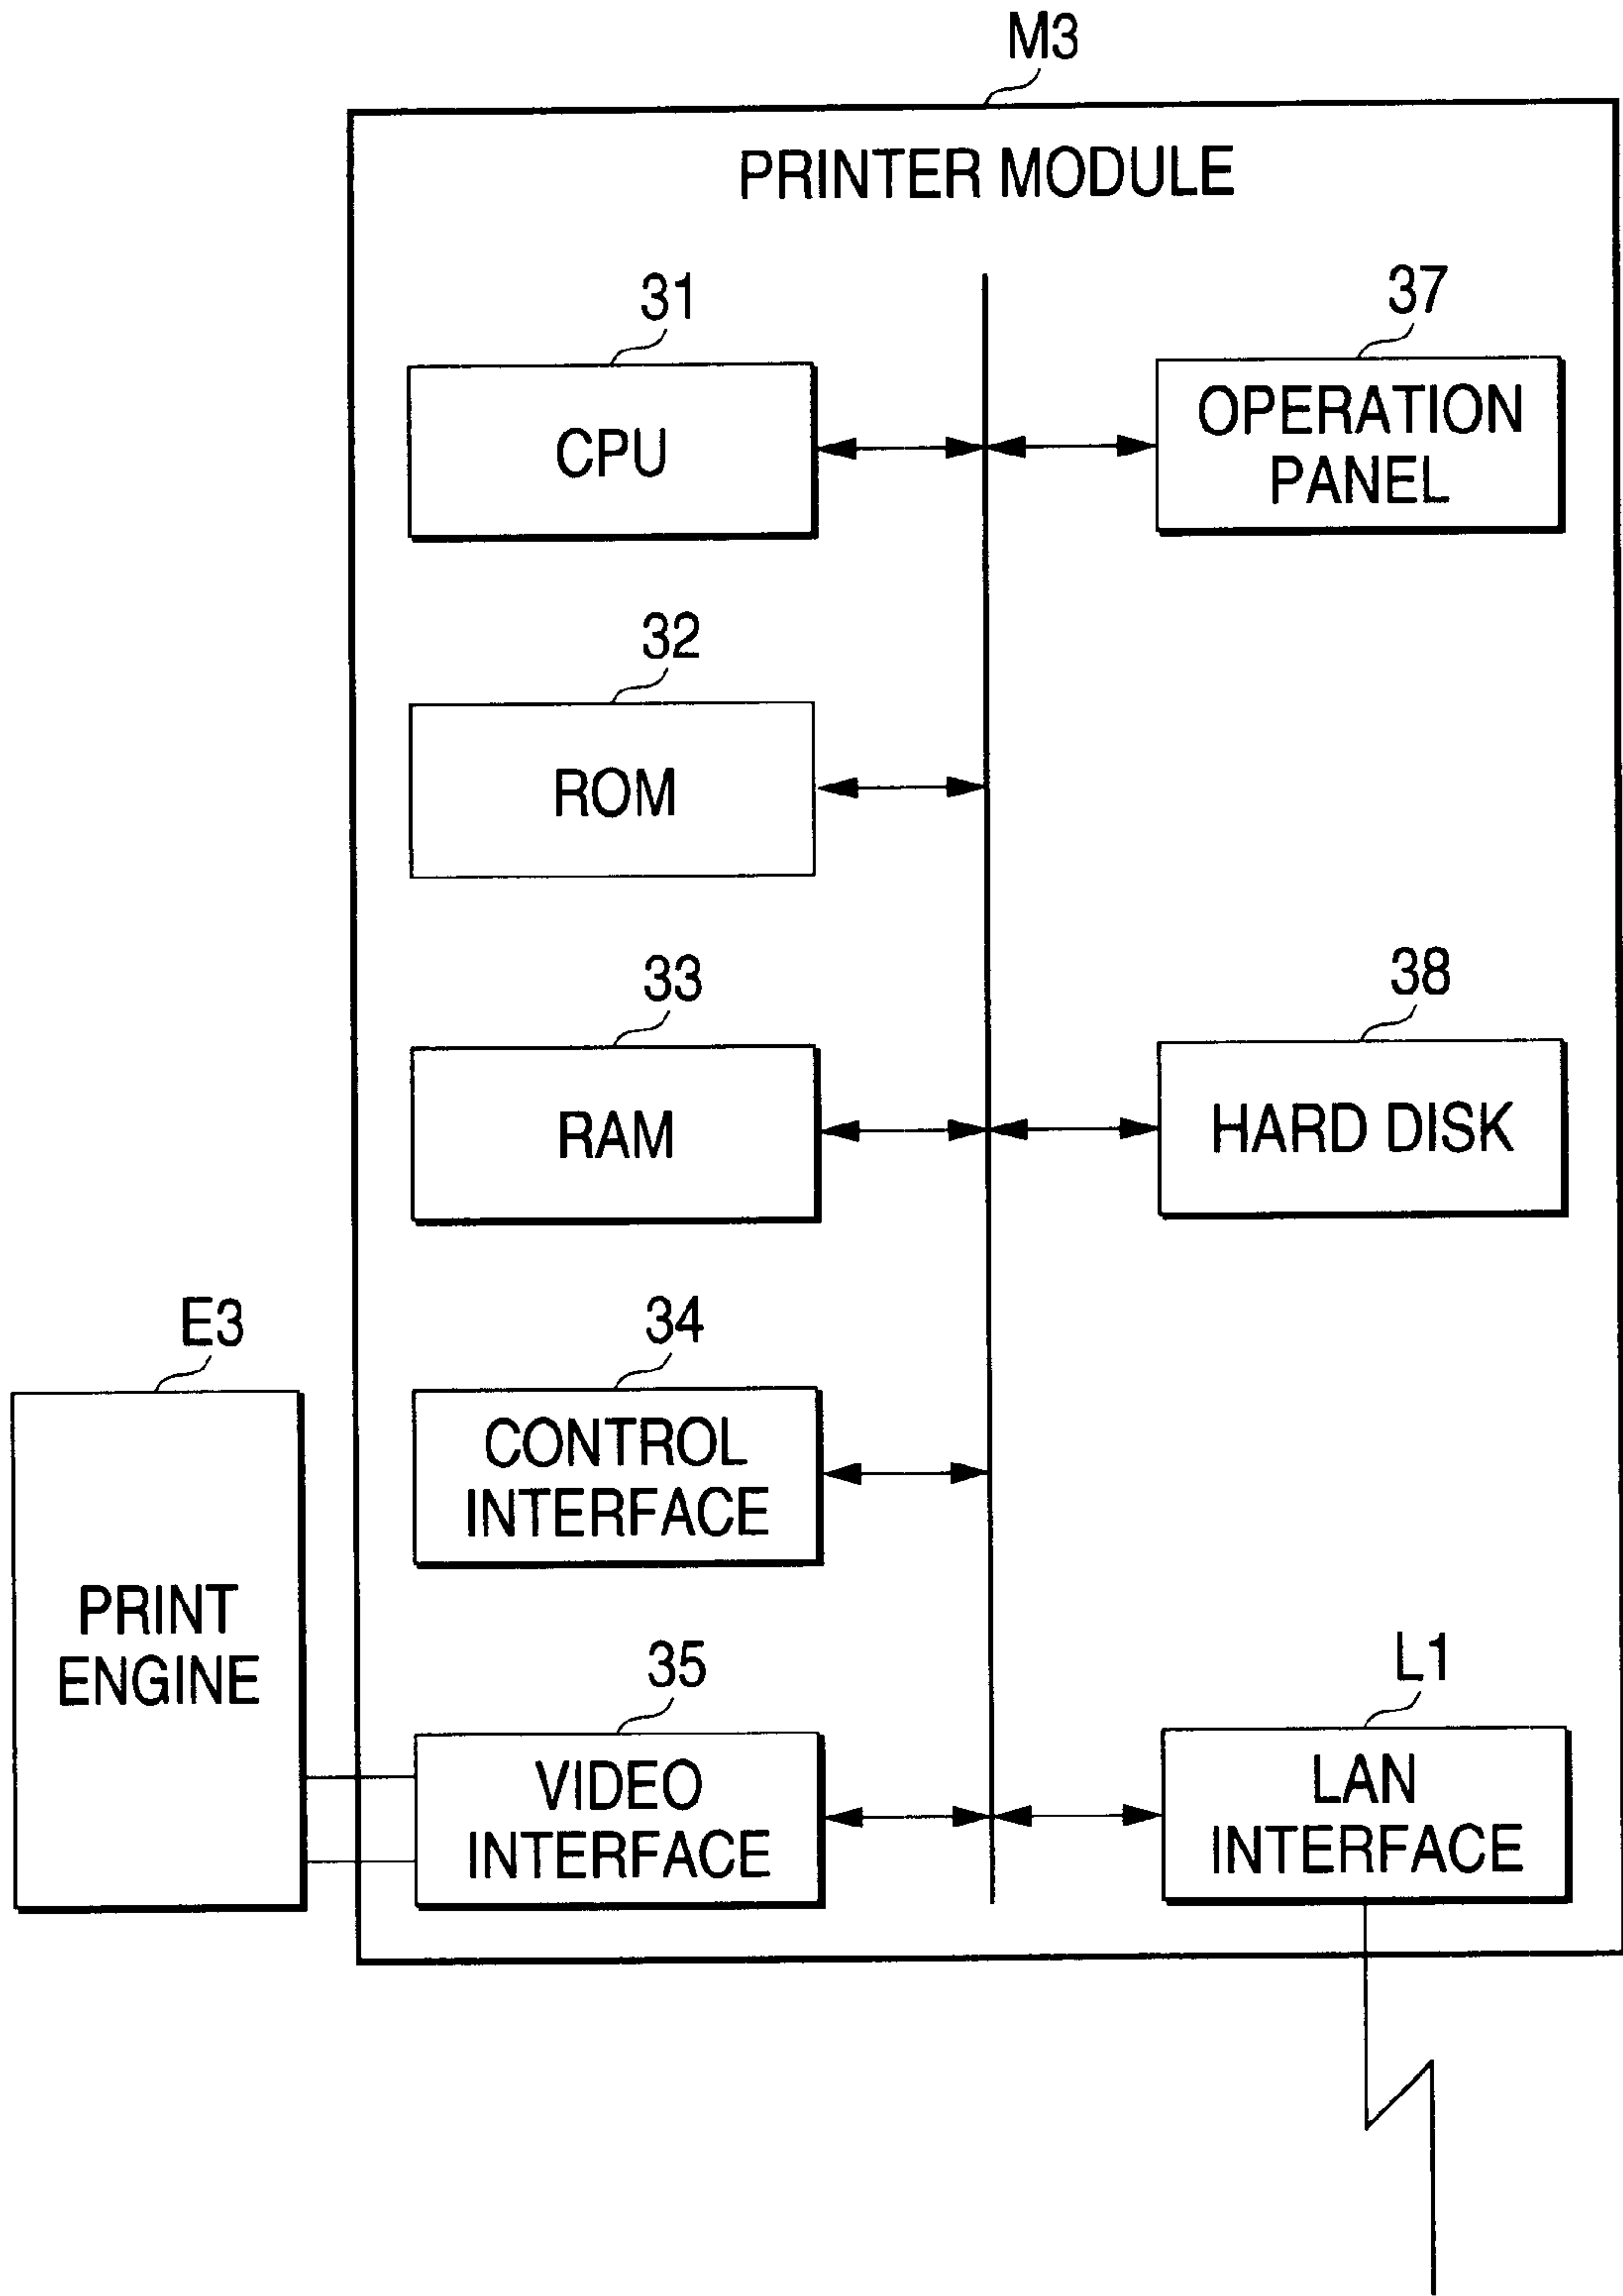 M3
PRINTER MODULE
31
CPU
37
OPERATION
PANEL
32
ROM
33
RAM
38
HARD DISK
E3
PRINT
ENGINE
34
CONTROL
INTERFACE
35
VIDEO
INTERFACE
L1
LAN
INTERFACE